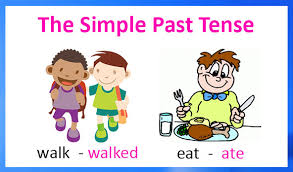 The Simple Past Tense
walk - walked
eat - ate